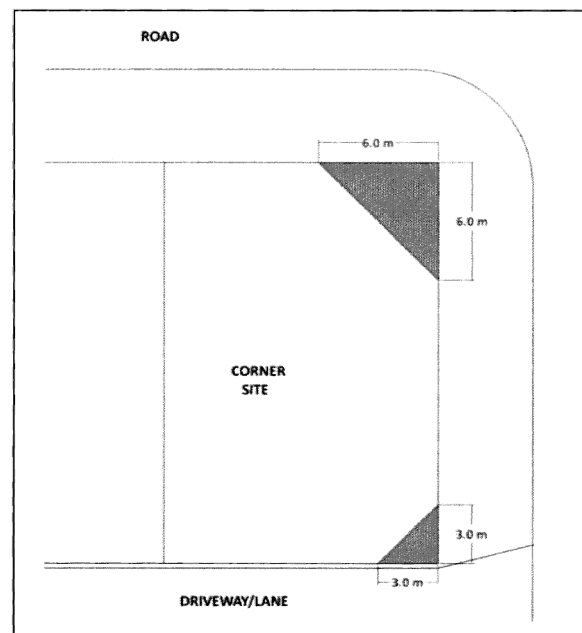 ROAD
6.0 m
6.0 m
CORNER
SITE
3.0 m
3.0 m
DRIVEWAY/LANE